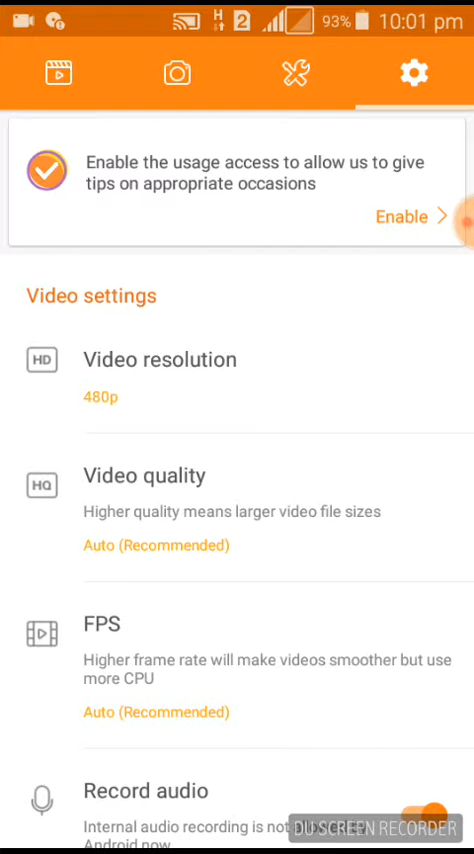 H 2 93% 10:01 pm
Enable the usage access to allow us to give
tips on appropriate occasions
Enable
Video settings
HD Video resolution
480p
HQ Video quality
Higher quality means larger video file sizes
Auto (Recommended)
FPS
Higher frame rate will make videos smoother but use
more CPU
Auto (Recommended)
Record audio
Internal audio recording is not
DU SCREEN RECORDER
Android now